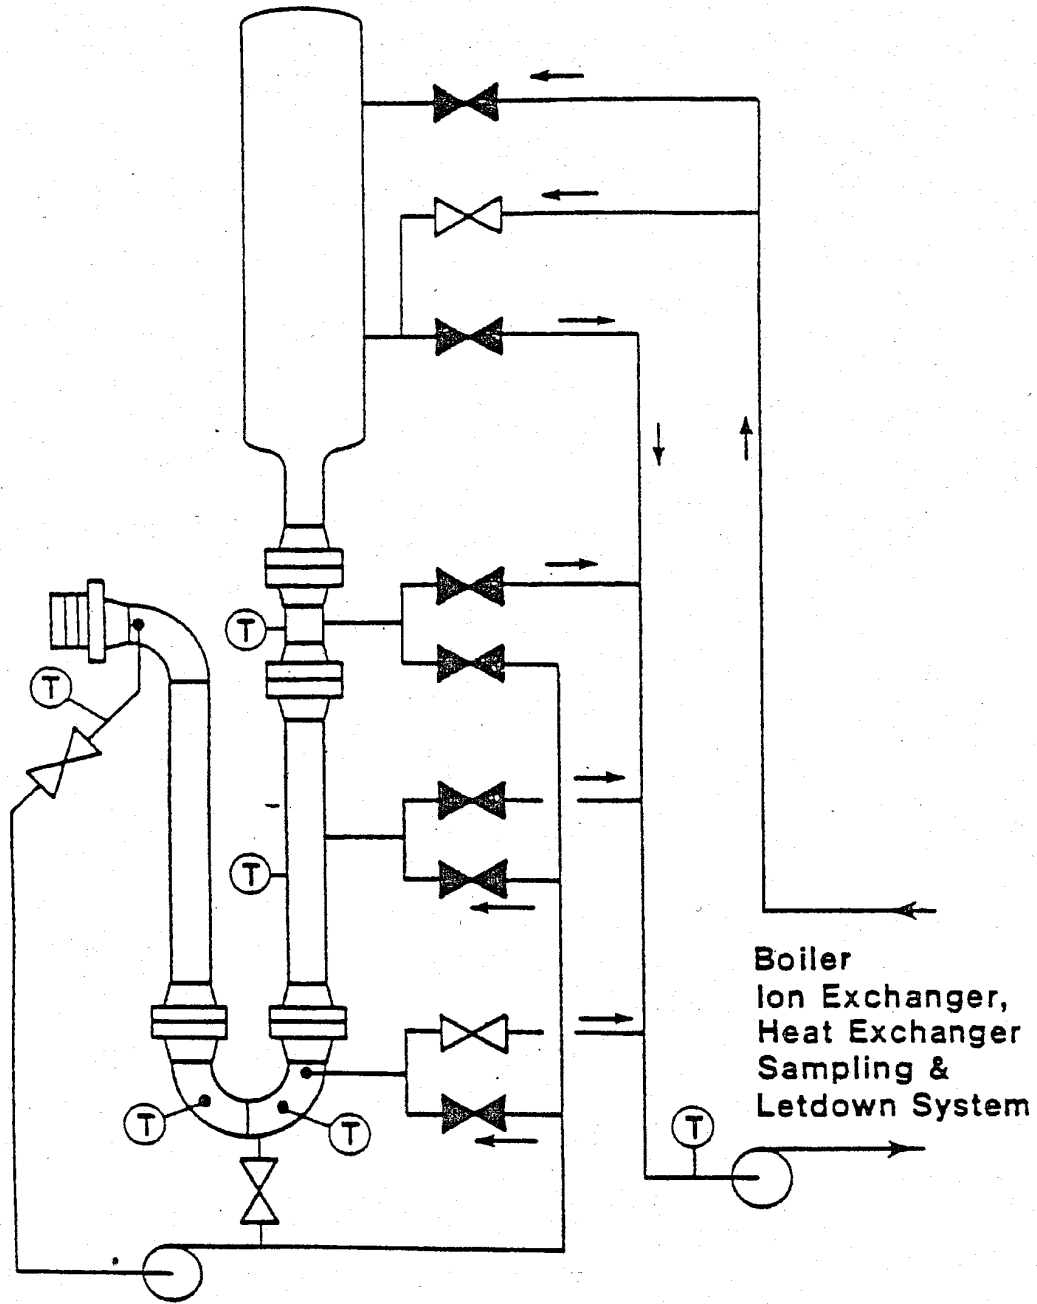 T
T
T
T
T
Boiler
Ion Exchanger,
Heat Exchanger
Sampling &
Letdown System
T